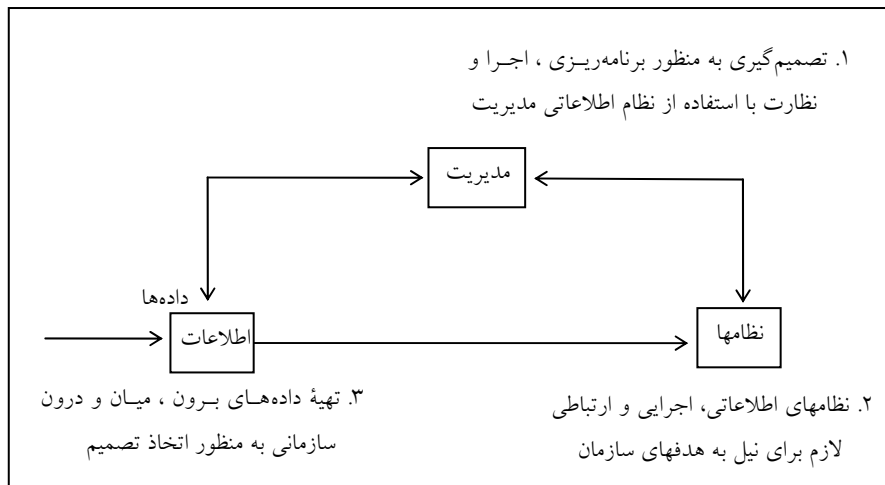 ۱. تصمیم‌گیری به منظور برنامه‌ریزی ، اجرا و
نظارت با استفاده از نظام اطلاعاتی مدیریت
مدیریت
داده‌ها
نظامها
اطلاعات
۲. نظامهای اطلاعاتی، اجرایی و ارتباطی
لازم برای نیل به هدفهای سازمان
۳. تهیهٔ داده‌های برون ، میان و درون
سازمانی به منظور اتخاذ تصمیم